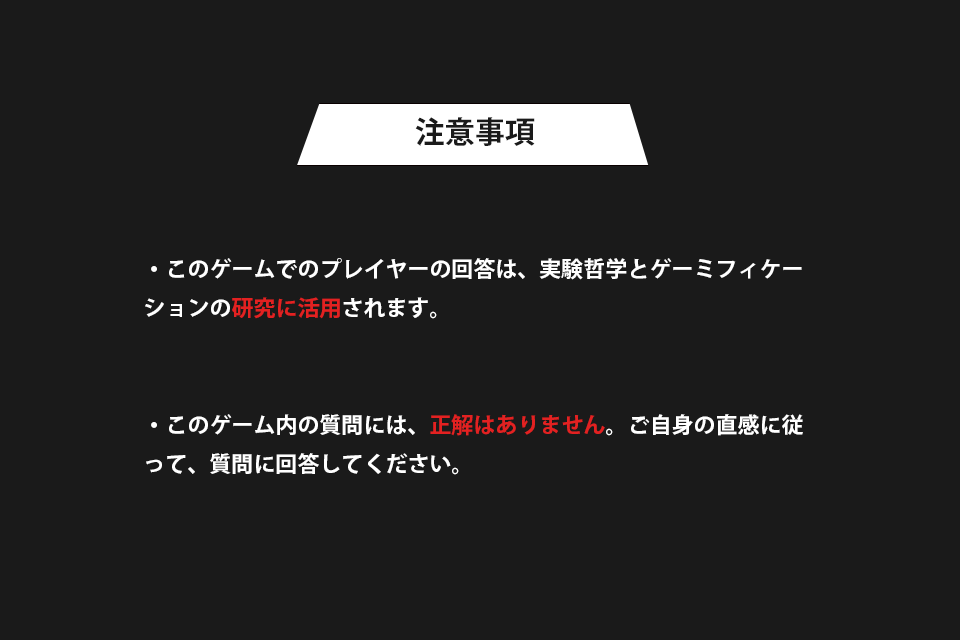 注意事項
・このゲームでのプレイヤーの回答は、実験哲学とゲーミフィケー
ションの研究に活用されます。
・このゲーム内の質問には、正解はありません。ご自身の直感に従
って、質問に回答してください。